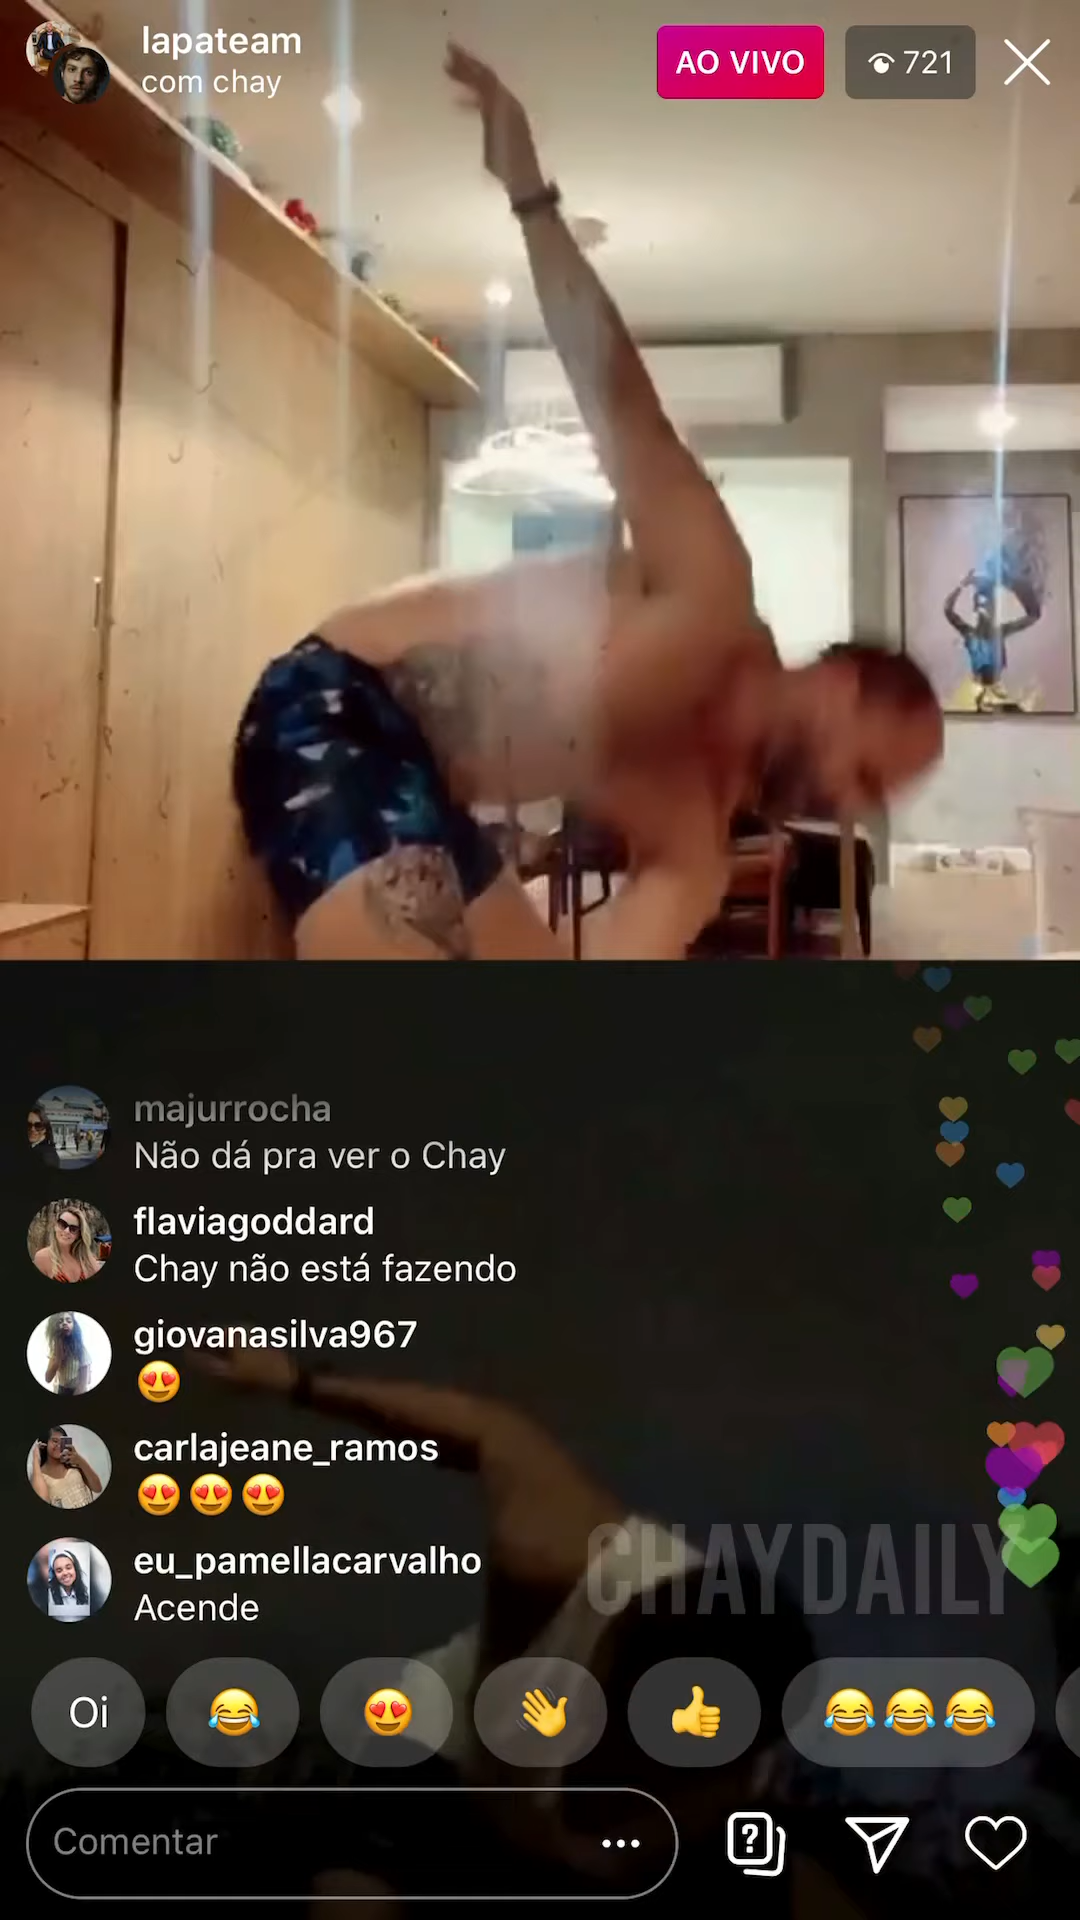 lapateam
com chay
AO VIVO
721
majurrocha
Não dá pra ver o Chay
flaviagoddard
Chay não está fazendo
giovanasilva967
😍
carlajeane_ramos
😍😍😍
CHAYDAILY
eu_pamellacarvalho
Acende
Oi 😂 😍 👋 👍 😂😂😂
Comentar